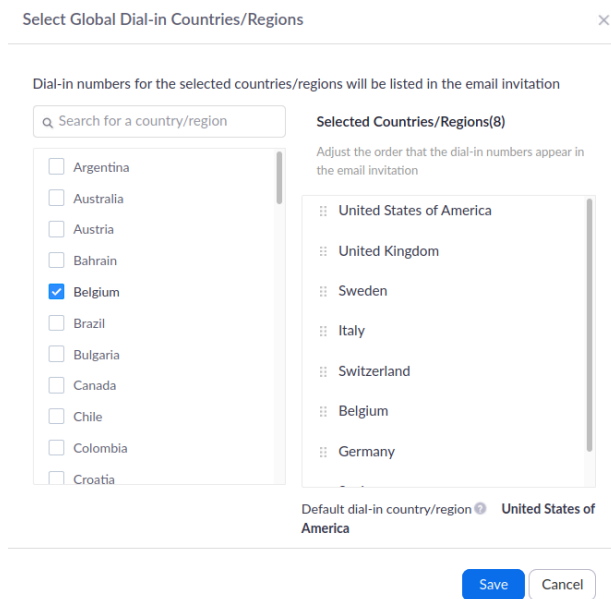 Select Global Dial-in Countries/Regions
Dial-in numbers for the selected countries/regions will be listed in the email invitation
Search for a country/region
Argentina
Australia
Austria
Bahrain
Belgium
Brazil
Bulgaria
Canada
Chile
Colombia
Croatia
Selected Countries/Regions(8)
Adjust the order that the dial-in numbers appear in
the email invitation
United States of America
United Kingdom
Sweden
Italy
Switzerland
Belgium
Germany
Default dial-in country/region ? United States of
America
Save
Cancel